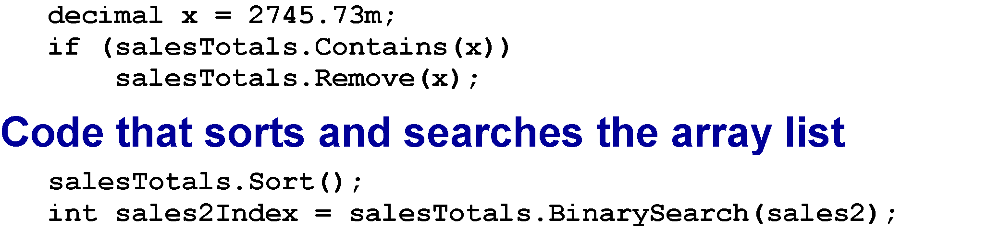 decimal x = 2745.73m;
if (salesTotals.Contains(x))
    salesTotals.Remove(x);
Code that sorts and searches the array list
salesTotals.Sort();
int sales2Index = salesTotals.BinarySearch(sales2);